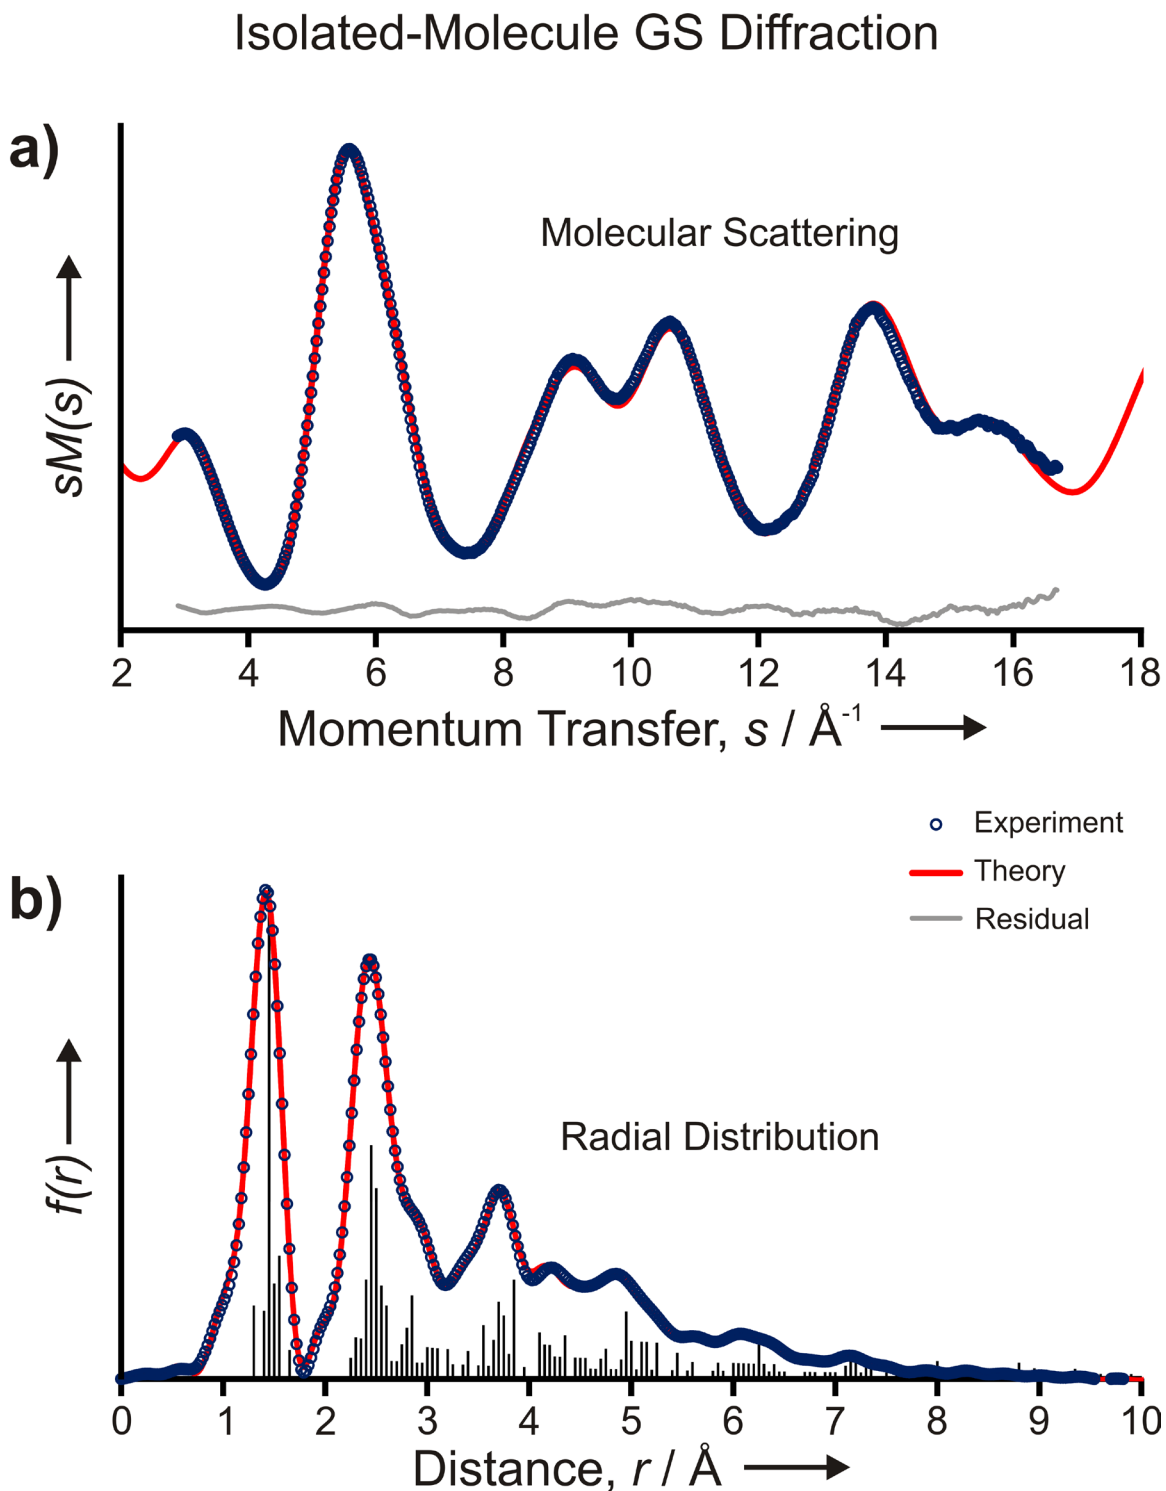 Isolated-Molecule GS Diffraction
a)
Molecular Scattering
sM(s)
2 4 6 8 10 12 14 16 18
Momentum Transfer, s / Å-1
Experiment
Theory
Residual
b)
Radial Distribution
f(r)
0 1 2 3 4 5 6 7 8 9 10
Distance, r / Å